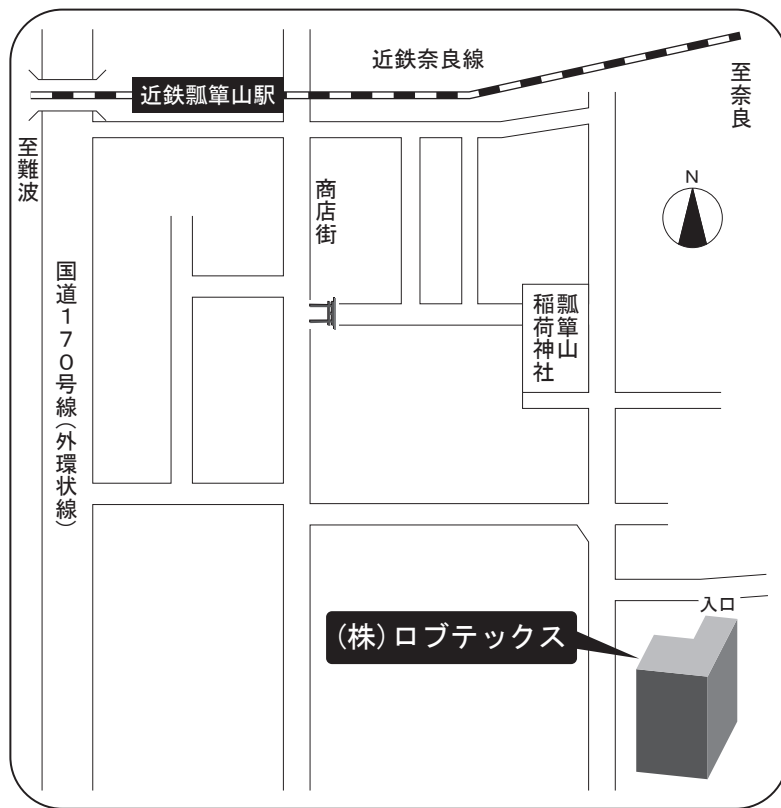 近鉄奈良線
近鉄瓢箪山駅
至奈良
至難波
N
商店街
国道170号線(外環状線)
瓢箪山
稲荷神社
入口
(株)ロブテックス